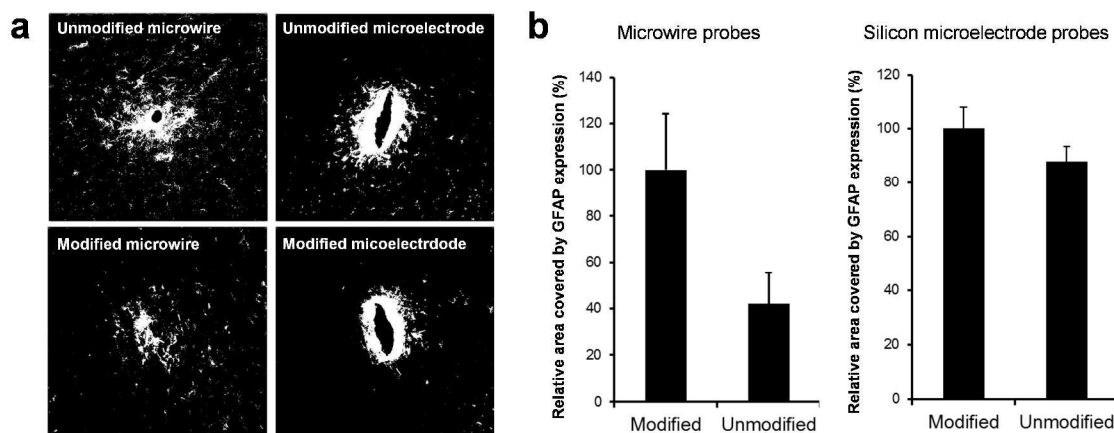 a
Unmodified microwire
Unmodified microelectrode
Modified microwire
Modified micoelectrdode
b
Microwire probes
Relative area covered by GFAP expression (%)
140
120
100
80
60
40
20
0
Modified
Unmodified
Silicon microelectrode probes
Relative area covered by GFAP expression (%)
120
100
80
60
40
20
0
Modified
Unmodified